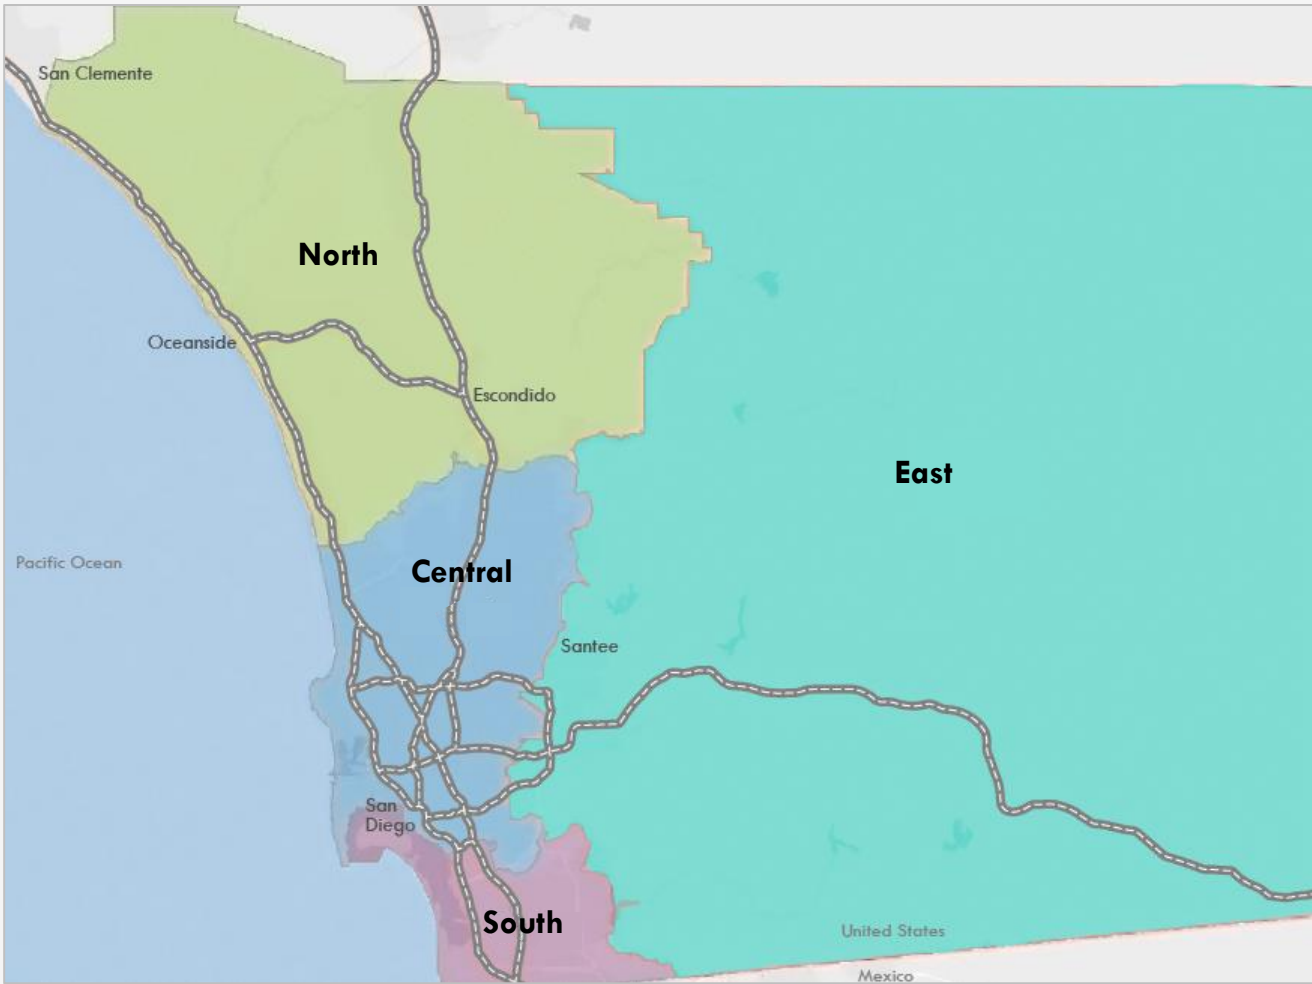 San Clemente
North
Oceanside
Escondido
East
Pacific Ocean
Central
Santee
San
Diego
South
United States
Mexico